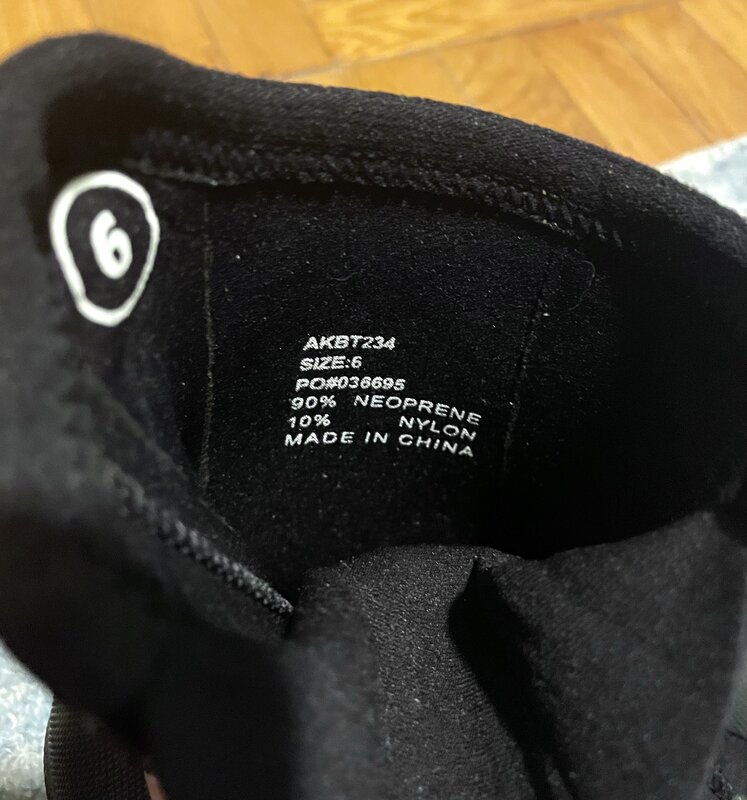 6
AKBT234
SIZE:6
PO#036695
90% NEOPRENE
10% NYLON
MADE IN CHINA